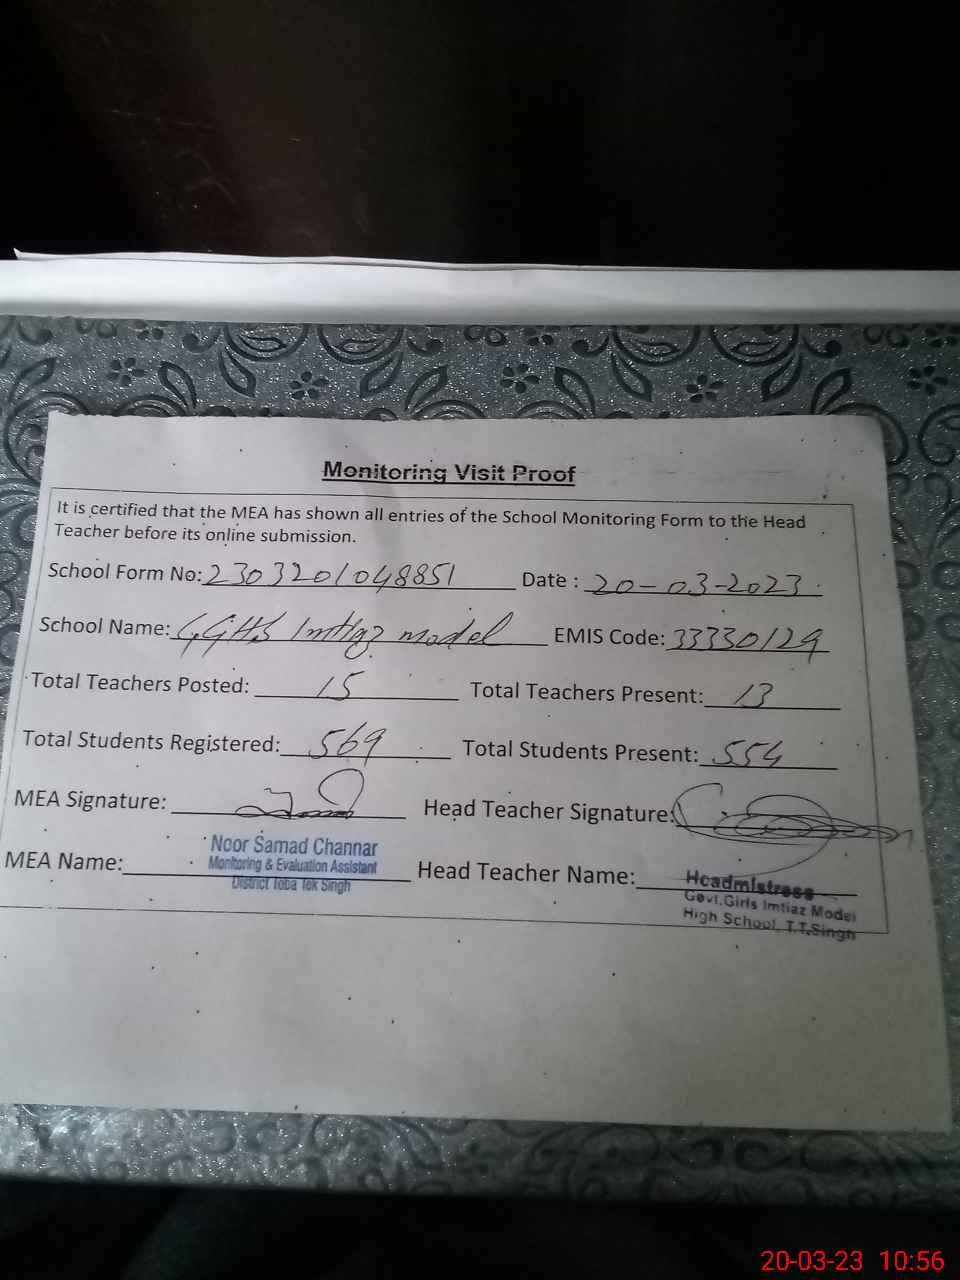 Monitoring Visit Proof
It is certified that the MEA has shown all entries of the School Monitoring Form to the Head
Teacher before its online submission.
School Form No: 2303201048851 Date : 20-03-2023
School Name: GGHS Imtiaz model EMIS Code: 33330129
Total Teachers Posted: 15 Total Teachers Present: 13
Total Students Registered: 569 Total Students Present: 554
MEA Signature: Head Teacher Signature:
MEA Name: Noor Samad Channar
Monitoring & Evaluation Assistant
District Toba Tek Singh
Head Teacher Name: Headmistress
Govt.Girls Imtiaz Model
High School, T.T.Singh
20-03-23 10:56